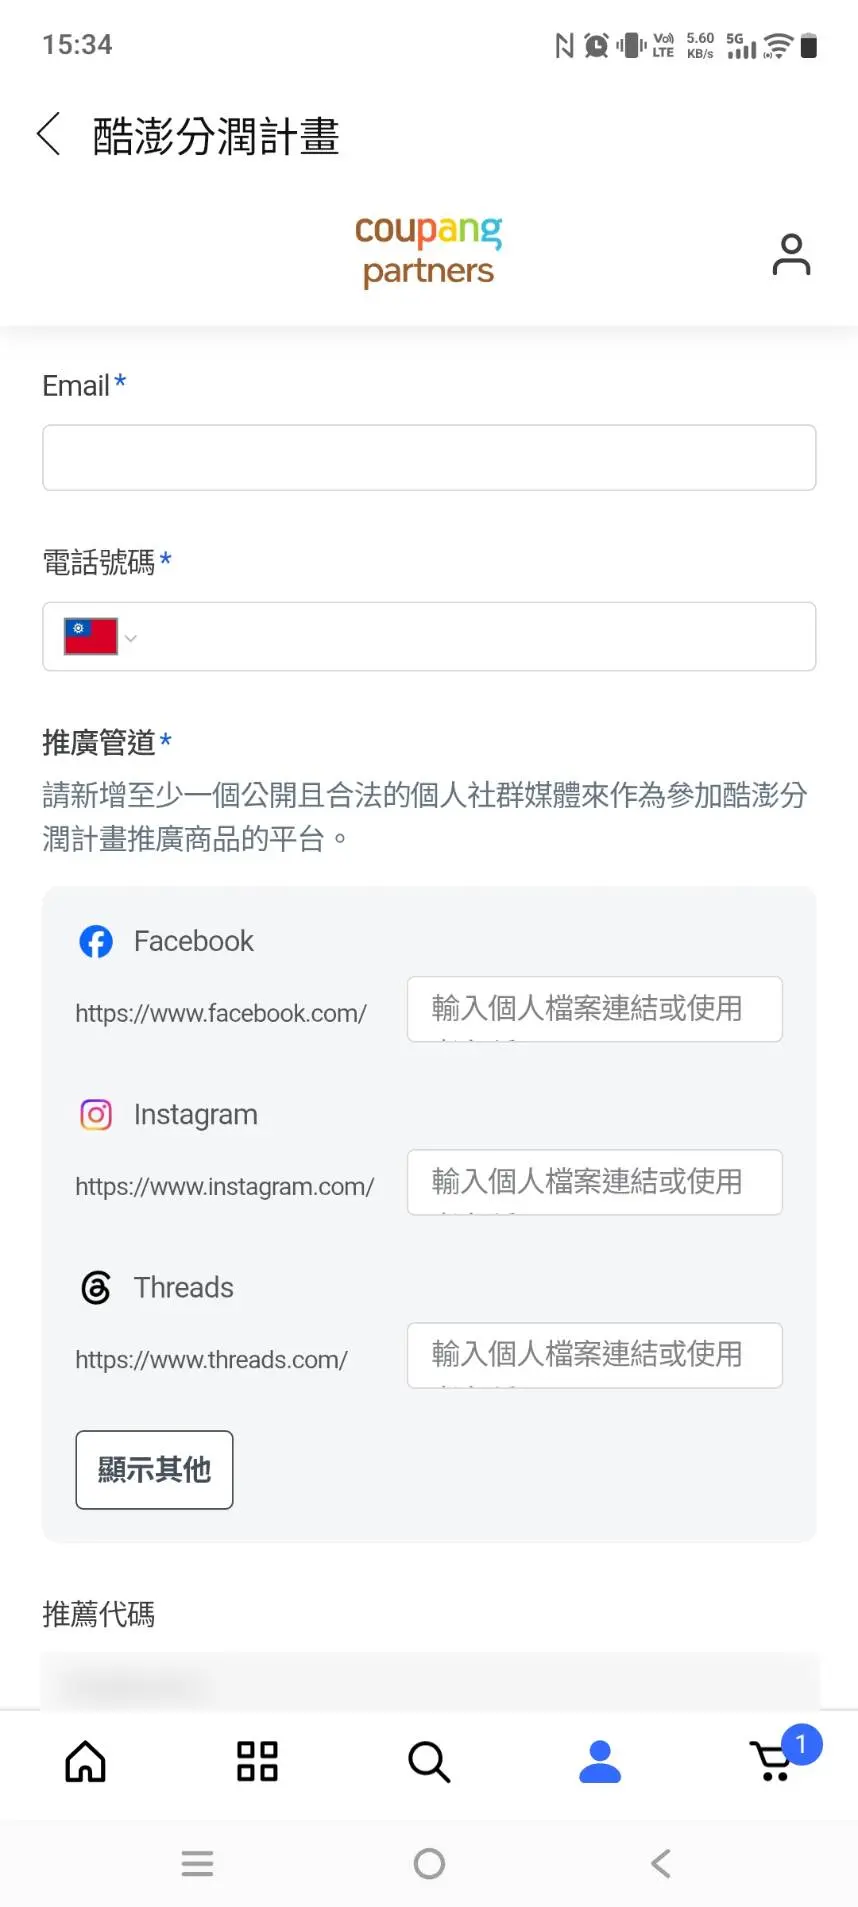 15:34
Vo) LTE
5.60 KB/s
5G
酷澎分潤計畫
coupang
partners
Email*
電話號碼*
推廣管道*
請新增至少一個公開且合法的個人社群媒體來作為參加酷澎分
潤計畫推廣商品的平台。
Facebook
https://www.facebook.com/
輸入個人檔案連結或使用
Instagram
https://www.instagram.com/
輸入個人檔案連結或使用
Threads
https://www.threads.com/
輸入個人檔案連結或使用
顯示其他
推薦代碼
1